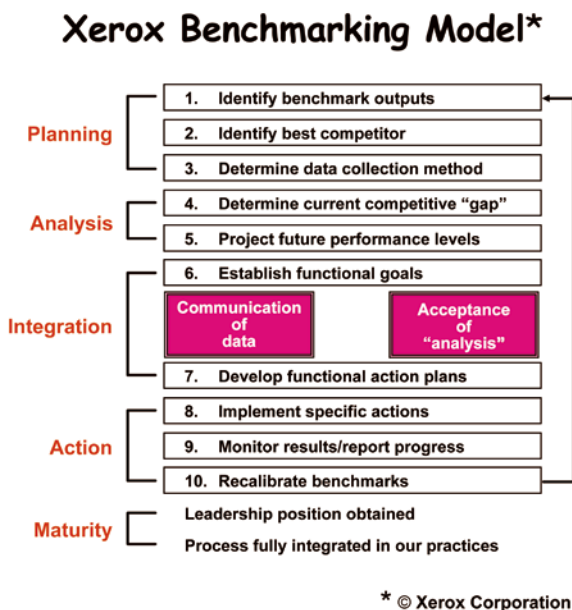 Xerox Benchmarking Model*
Planning
1. Identify benchmark outputs
2. Identify best competitor
3. Determine data collection method
Analysis
4. Determine current competitive “gap”
5. Project future performance levels
Integration
6. Establish functional goals
Communication
of
data
Acceptance
of
“analysis”
7. Develop functional action plans
Action
8. Implement specific actions
9. Monitor results/report progress
10. Recalibrate benchmarks
Maturity
Leadership position obtained
Process fully integrated in our practices
* © Xerox Corporation